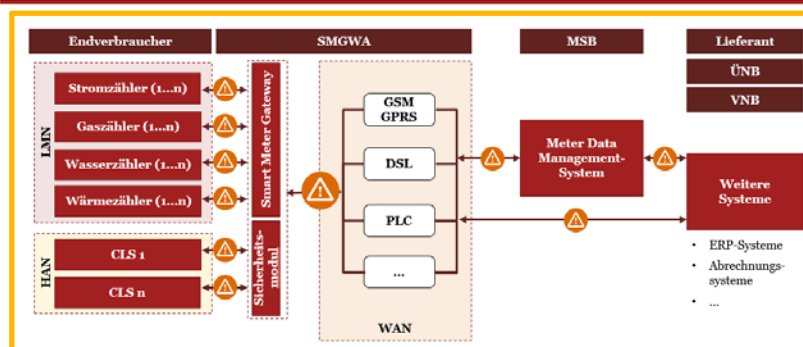 Endverbraucher
SMGWA
MSB
Lieferant
ÜNB
VNB
LMN
Stromzähler (1...n)
Gaszähler (1...n)
Wasserzähler (1...n)
Wärmezähler (1...n)
HAN
CLS 1
CLS n
Smart Meter Gateway
Sicherheits-
modul
GSM
GPRS
DSL
PLC
...
WAN
Meter Data
Management-
System
Weitere
Systeme
• ERP-Systeme
• Abrechnungs-
systeme
• ...